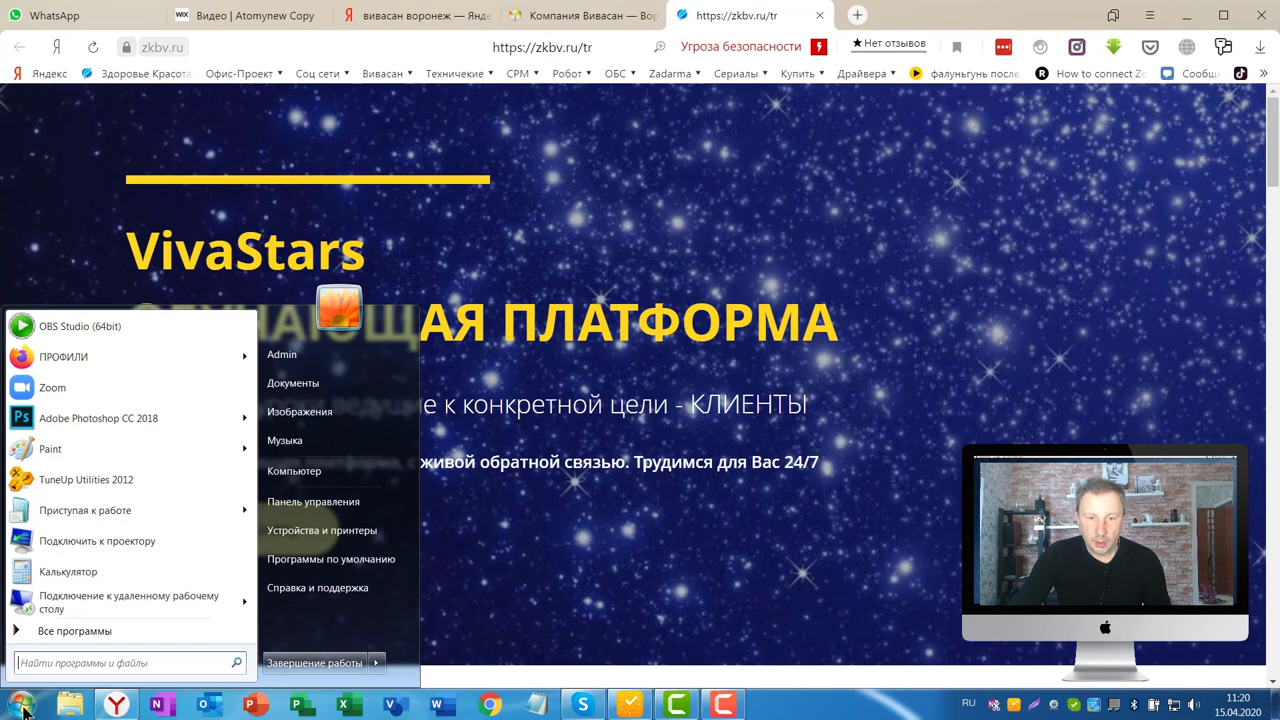 WhatsApp
Видео | Atomynew Copy
вивасан воронеж — Янде
Компания Вивасан — Вор
https://zkbv.ru/tr
zkbv.ru
https://zkbv.ru/tr
Угроза безопасности
Нет отзывов
Яндекс
Здоровье Красота
Офис-Проект
Соц сети
Вивасан
Технические
СРМ
Робот
ОБС
Zadarma
Сериалы
Купить
Драйвера
фалуньгунь после.
How to connect Zo
Сообщ
VivaStars
АЯ ПЛАТФОРМА
е к конкретной цели - КЛИЕНТЫ
живой обратной связью. Трудимся для Вас 24/7
OBS Studio (64bit)
ПРОФИЛИ
Zoom
Adobe Photoshop CC 2018
Paint
TuneUp Utilities 2012
Приступая к работе
Подключить к проектору
Калькулятор
Подключение к удаленному рабочему
столу
Все программы
Найти программы и файлы
Admin
Документы
Изображения
Музыка
Компьютер
Панель управления
Устройства и принтеры
Программы по умолчанию
Справка и поддержка
Завершение работы
RU
11:20
15.04.2020